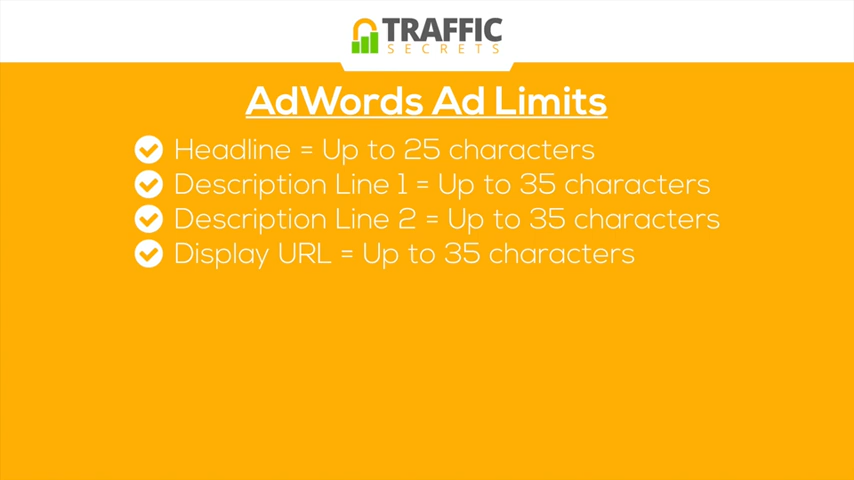 TRAFFIC
SECRETS
AdWords Ad Limits
Headline = Up to 25 characters
Description Line 1 = Up to 35 characters
Description Line 2 = Up to 35 characters
Display URL = Up to 35 characters